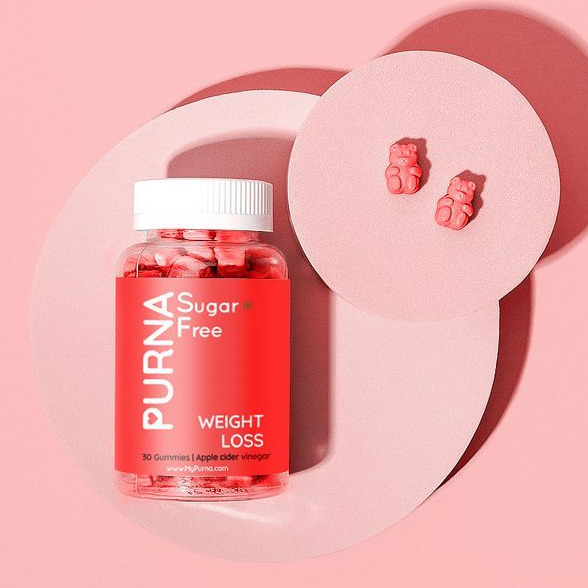 PURNA
Sugar
Free
WEIGHT
LOSS
30 Gummies | Apple cider vinegar
www.MyPurna.com